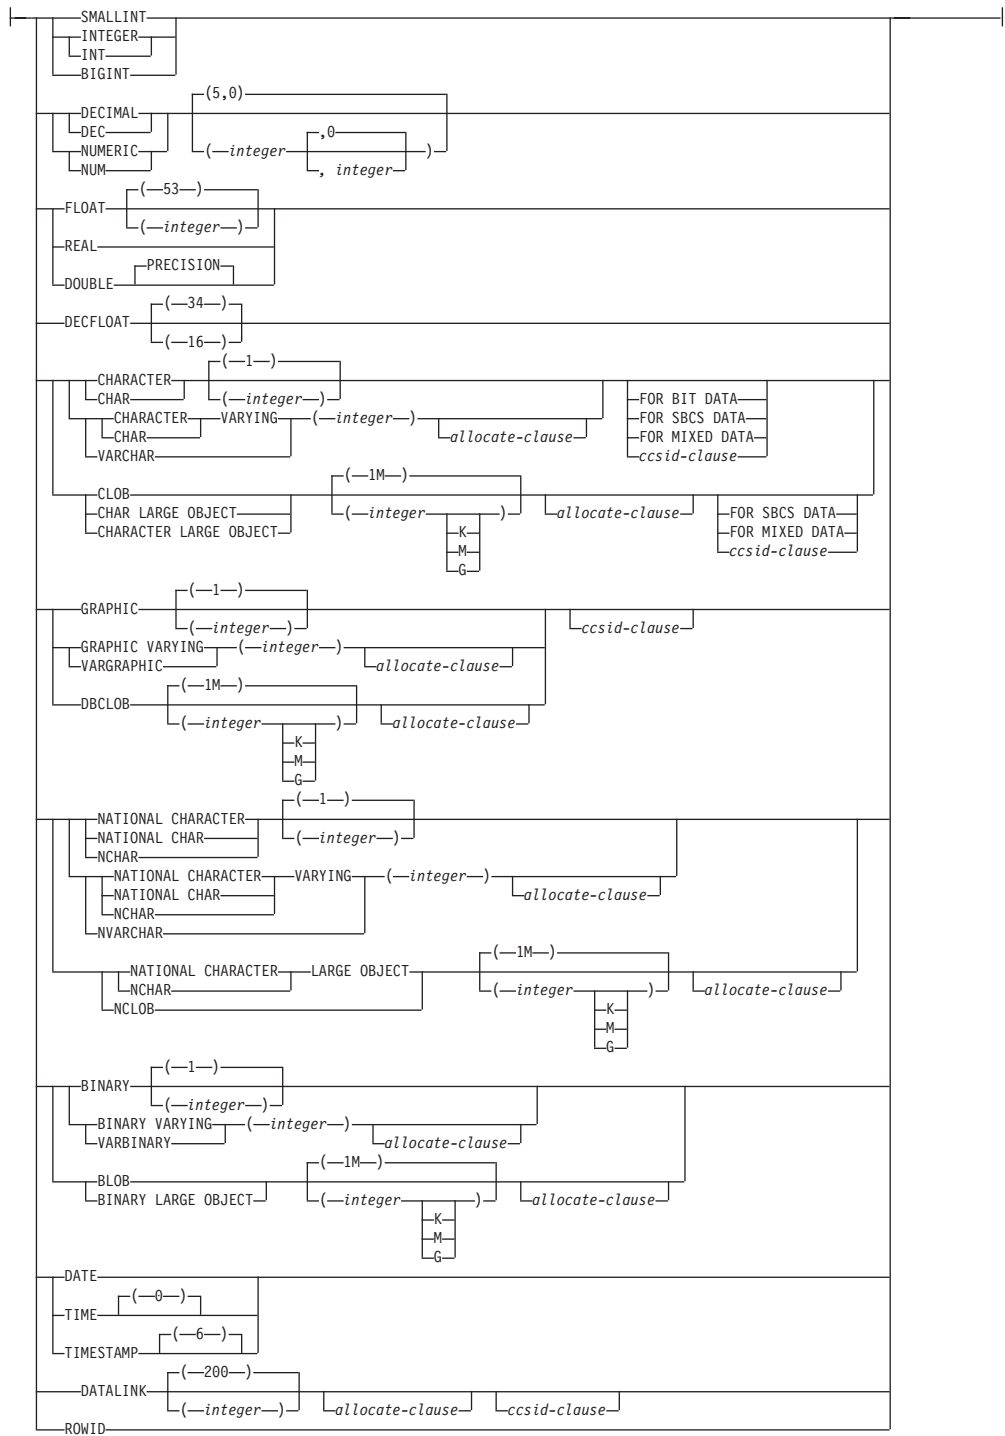 SMALLINT
INTEGER
INT
BIGINT
(5,0)
DECIMAL
DEC ,0
NUMERIC ( integer )
NUM , integer
( 53 )
FLOAT
( integer )
REAL
PRECISION
DOUBLE
( 34 )
DECFLOAT
( 16 )
( 1 )
CHARACTER
CHAR ( integer ) FOR BIT DATA
CHARACTER VARYING ( integer ) FOR SBCS DATA
CHAR allocate-clause FOR MIXED DATA
VARCHAR ccsid-clause
( 1M )
CLOB
CHAR LARGE OBJECT ( integer ) allocate-clause FOR SBCS DATA
CHARACTER LARGE OBJECT K FOR MIXED DATA
M ccsid-clause
G
( 1 )
GRAPHIC
( integer ) ccsid-clause
GRAPHIC VARYING ( integer )
VARGRAPHIC allocate-clause
( 1M )
DBCLOB
( integer ) allocate-clause
K
M
G
( 1 )
NATIONAL CHARACTER
NATIONAL CHAR ( integer )
NCHAR
NATIONAL CHARACTER VARYING ( integer )
NATIONAL CHAR allocate-clause
NCHAR
NVARCHAR
( 1M )
NATIONAL CHARACTER LARGE OBJECT
NCHAR ( integer ) allocate-clause
NCLOB K
M
G
( 1 )
BINARY
( integer )
BINARY VARYING ( integer )
VARBINARY allocate-clause
( 1M )
BLOB
BINARY LARGE OBJECT ( integer ) allocate-clause
K
M
G
DATE
( 0 )
TIME
( 6 )
TIMESTAMP
( 200 )
DATALINK
( integer ) allocate-clause ccsid-clause
ROWID